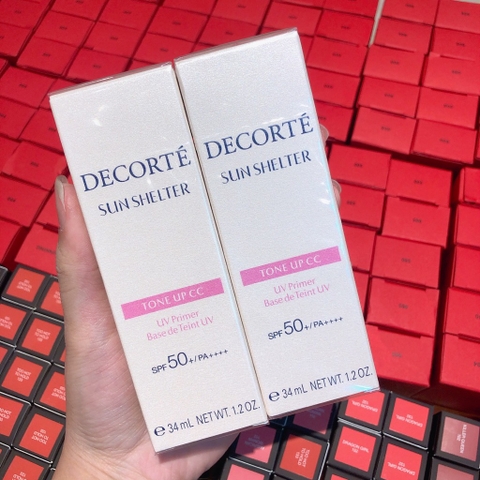 DECORTÉ
SUN SHELTER
TONE UP CC
UV Primer
Base de Teint UV
SPF50+/PA++++
℮ 34 mL NET WT. 1.2 OZ.
DECORTÉ
SUN SHELTER
TONE UP CC
UV Primer
Base de Teint UV
SPF50+/PA++++
℮ 34 mL NET WT. 1.2 OZ.